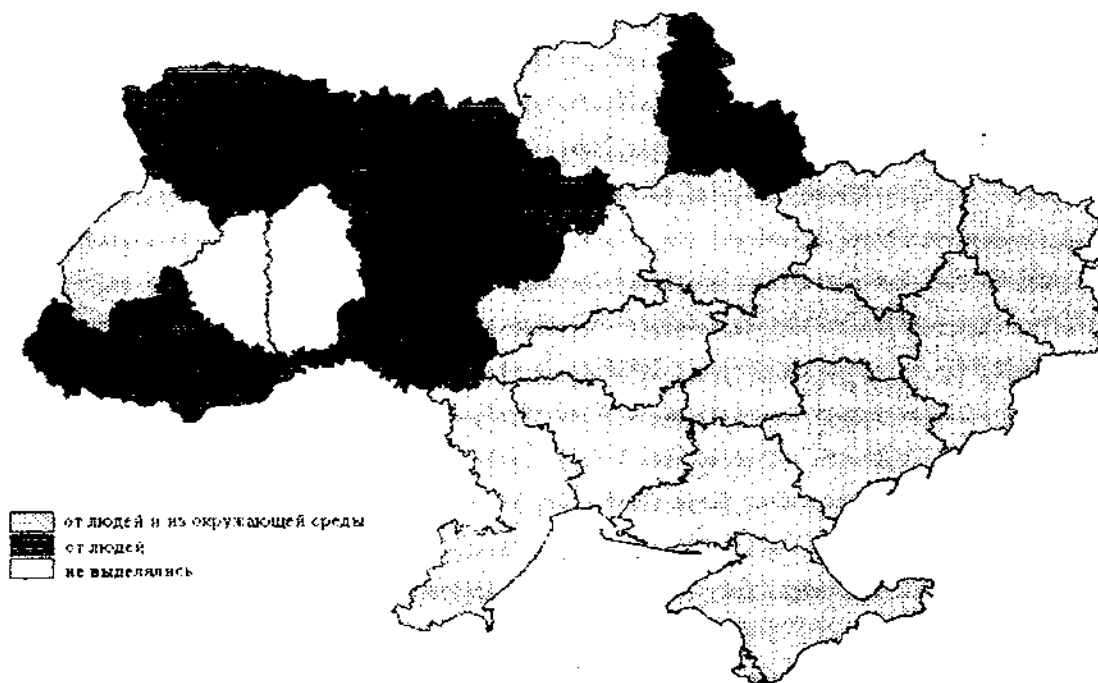 от людей и из окружающей среды
от людей
не выделялись